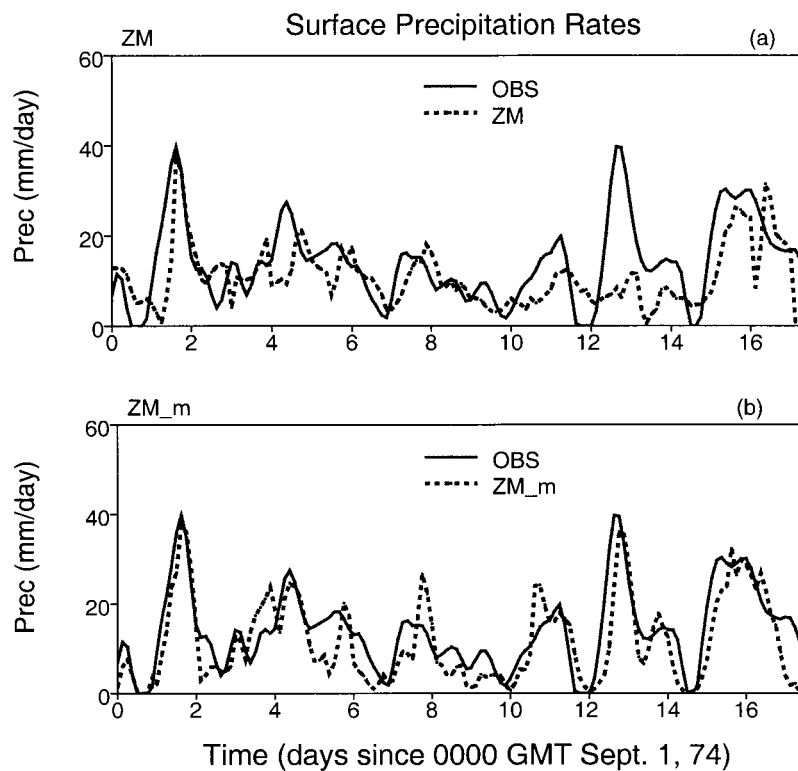 Surface Precipitation Rates
ZM
(a)
60
40
20
0
Prec (mm/day)
OBS
ZM
0 2 4 6 8 10 12 14 16
ZM_m
(b)
60
40
20
0
Prec (mm/day)
OBS
ZM_m
0 2 4 6 8 10 12 14 16
Time (days since 0000 GMT Sept. 1, 74)